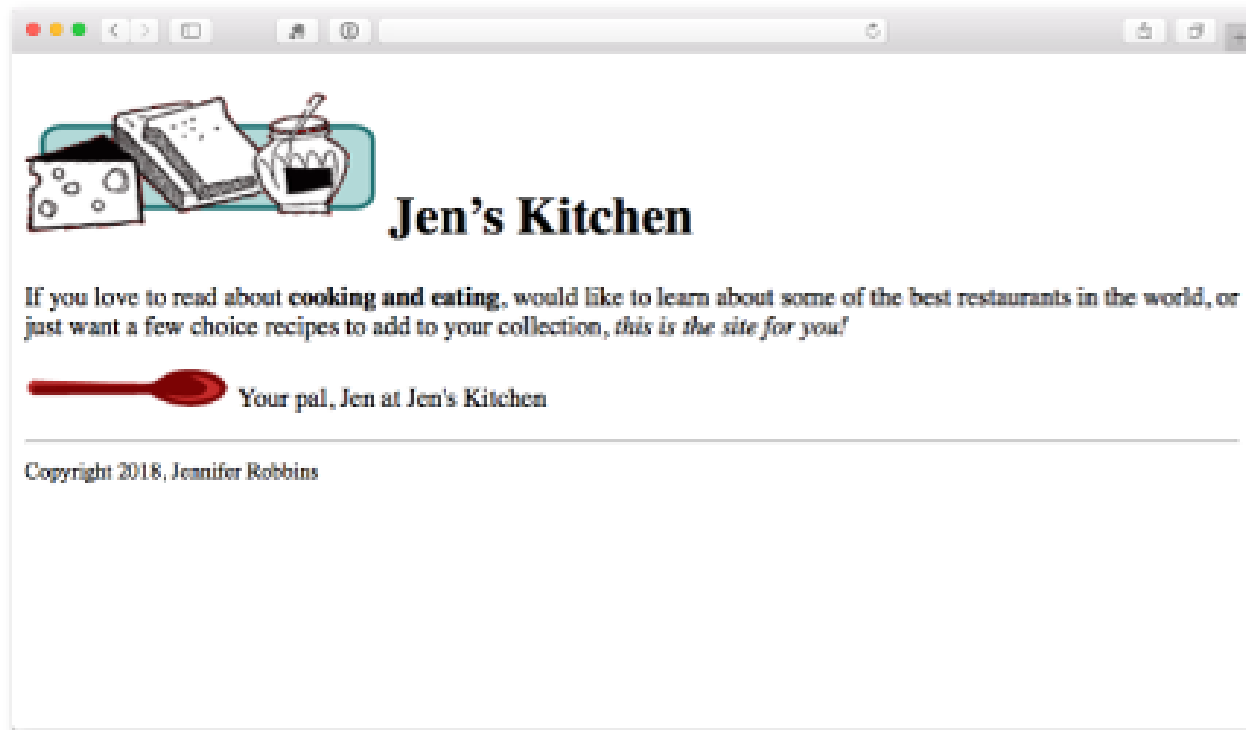 Jen’s Kitchen
If you love to read about cooking and eating, would like to learn about some of the best restaurants in the world, or
just want a few choice recipes to add to your collection, this is the site for you!
Your pal, Jen at Jen's Kitchen
Copyright 2018, Jennifer Robbins